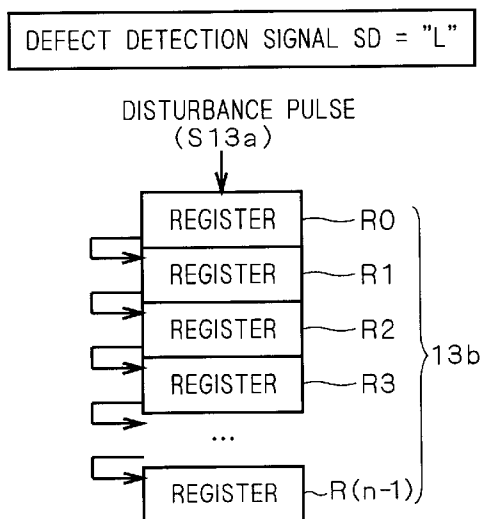 DEFECT DETECTION SIGNAL SD = "L"
DISTURBANCE PULSE
(S13a)
REGISTER R0
REGISTER R1
REGISTER R2
13b
REGISTER R3
...
REGISTER R(n-1)